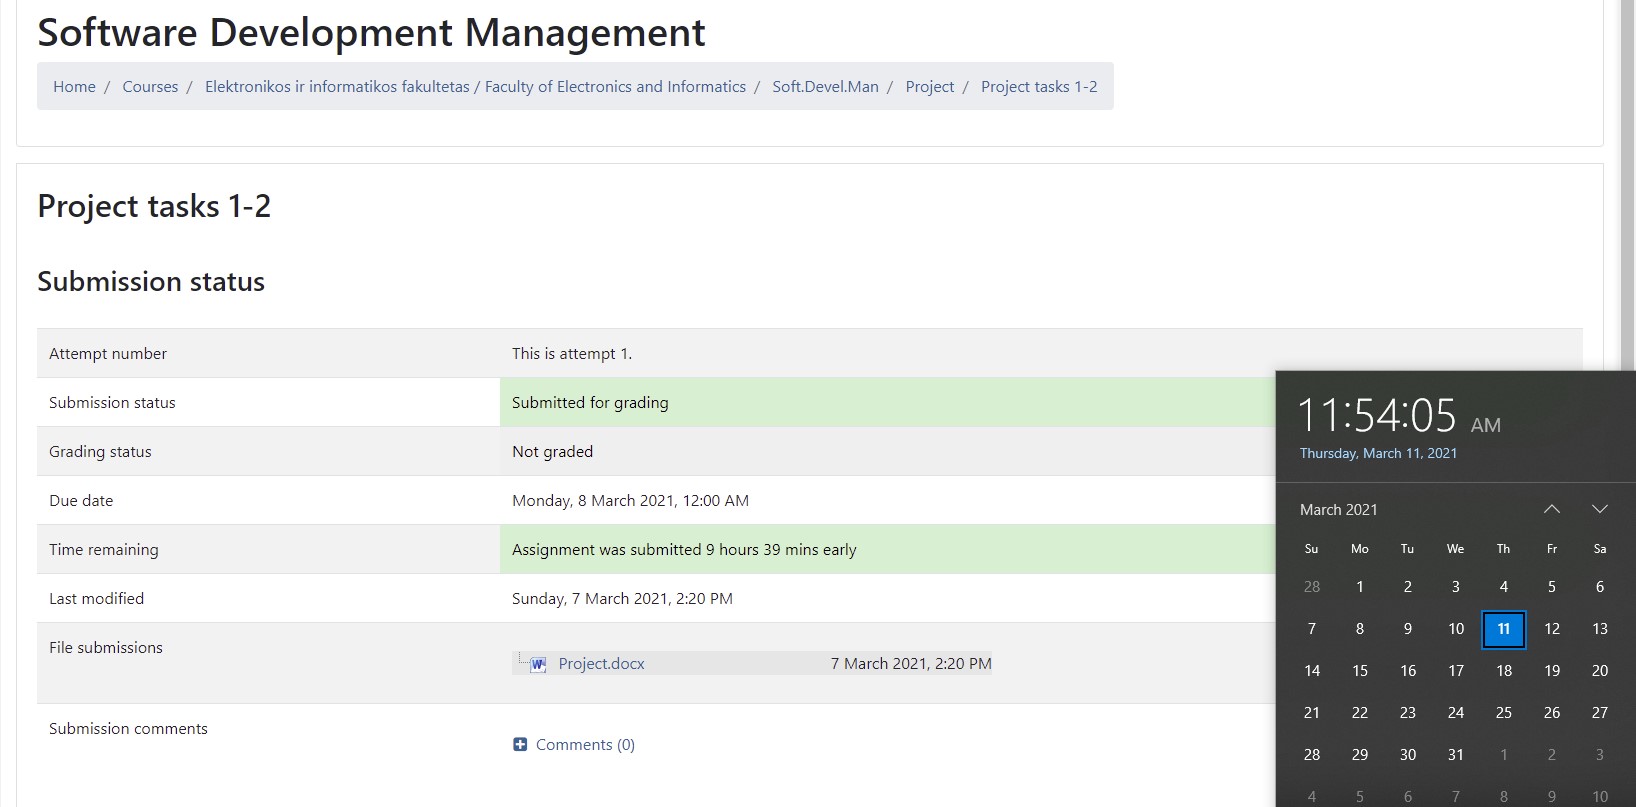 Software Development Management
Home / Courses / Elektronikos ir informatikos fakultetas / Faculty of Electronics and Informatics / Soft.Devel.Man / Project / Project tasks 1-2
Project tasks 1-2
Submission status
Attempt number This is attempt 1.
Submission status Submitted for grading
Grading status Not graded
Due date Monday, 8 March 2021, 12:00 AM
Time remaining Assignment was submitted 9 hours 39 mins early
Last modified Sunday, 7 March 2021, 2:20 PM
File submissions
Project.docx 7 March 2021, 2:20 PM
Submission comments
Comments (0)
11:54:05 AM
Thursday, March 11, 2021
March 2021
Su Mo Tu We Th Fr Sa
28 1 2 3 4 5 6
7 8 9 10 11 12 13
14 15 16 17 18 19 20
21 22 23 24 25 26 27
28 29 30 31 1 2 3
4 5 6 7 8 9 10